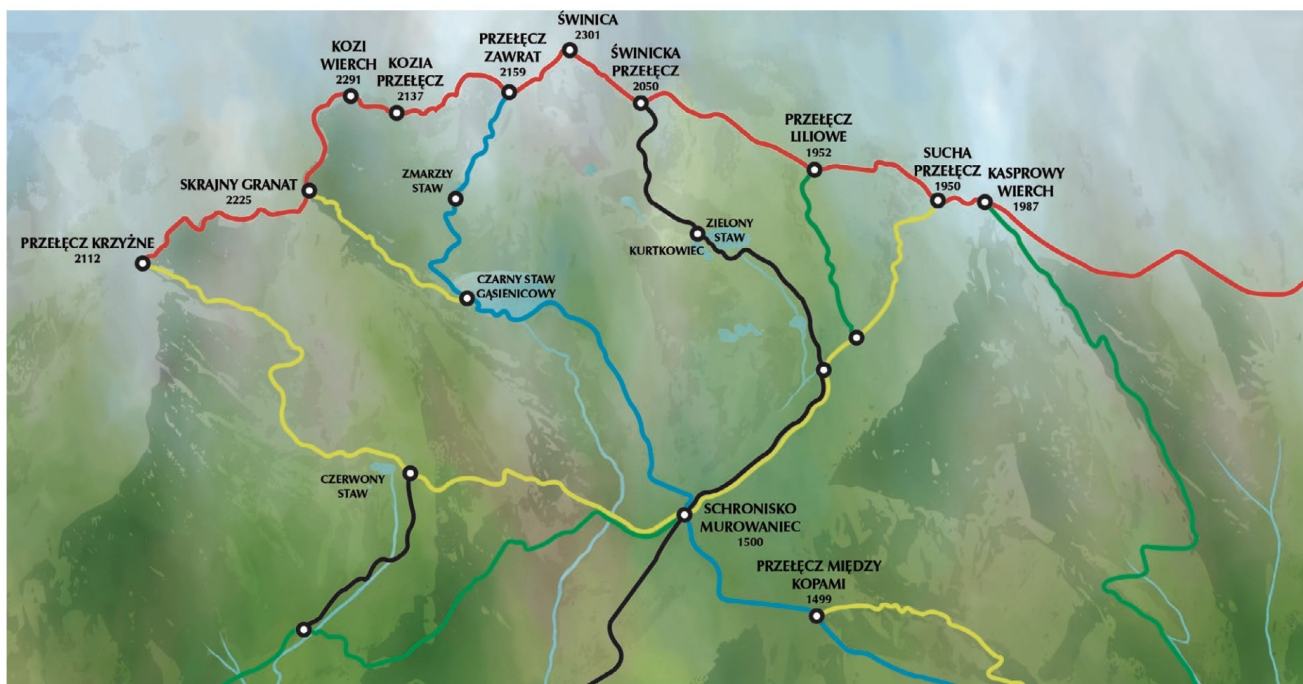 ŚWINICA
2301
KOZI
WIERCH
2291
KOZIA
PRZEŁĘCZ
2137
PRZEŁĘCZ
ZAWRAT
2159
ŚWINICKA
PRZEŁĘCZ
2050
PRZEŁĘCZ
LILIOWE
1952
SUCHA
PRZEŁĘCZ
1950
KASPROWY
WIERCH
1987
ZMARZŁY
STAW
SKRAJNY GRANAT
2225
PRZEŁĘCZ KRZYŻNE
2112
ZIELONY
STAW
KURTKOWIEC
CZARNY STAW
GĄSIENICOWY
CZERWONY
STAW
SCHRONISKO
MUROWANIEC
1500
PRZEŁĘCZ MIĘDZY
KOPAMI
1499